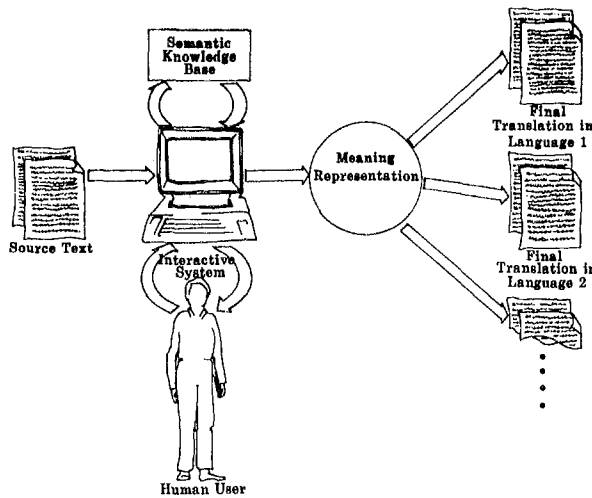 Semantic
Knowledge
Base
Source Text
Interactive
System
Human User
Meaning
Representation
Final
Translation in
Language 1
Final
Translation in
Language 2